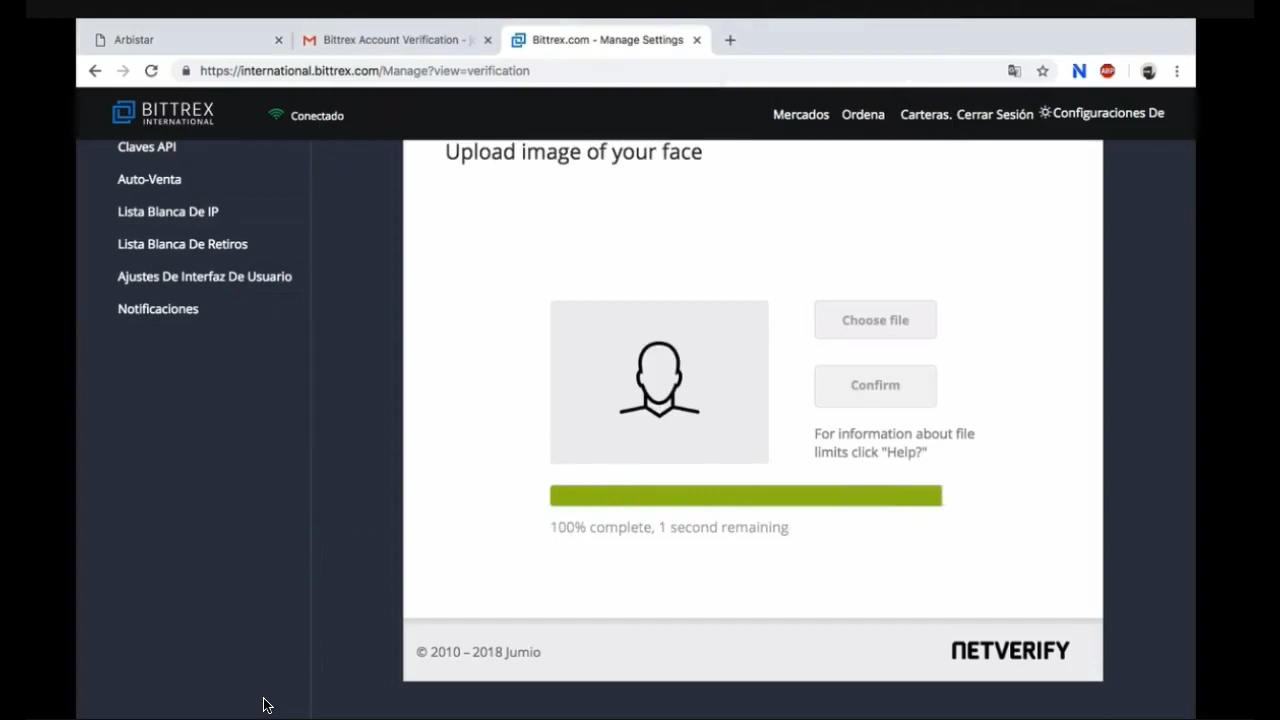 Arbistar
Bittrex Account Verification -
Bittrex.com - Manage Settings
https://international.bittrex.com/Manage?view=verification
N
ABP
BITTREX
INTERNATIONAL
Conectado
Mercados
Ordena
Carteras.
Cerrar Sesión
Configuraciones De
Claves API
Auto-Venta
Lista Blanca De IP
Lista Blanca De Retiros
Ajustes De Interfaz De Usuario
Notificaciones
Upload image of your face
Choose file
Confirm
For information about file
limits click "Help?"
100% complete, 1 second remaining
© 2010 – 2018 Jumio
NETVERIFY